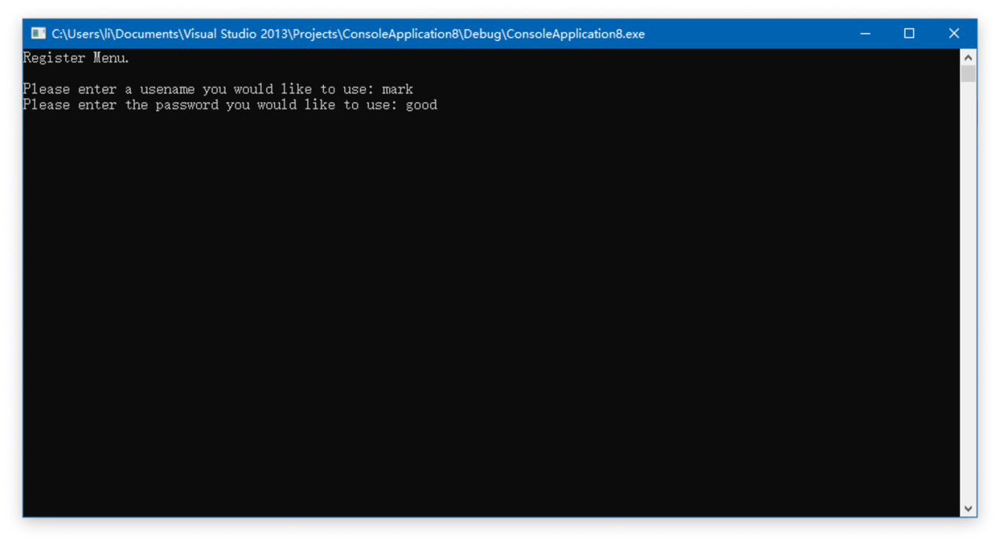 C:\Users\li\Documents\Visual Studio 2013\Projects\ConsoleApplication8\Debug\ConsoleApplication8.exe
Register Menu.
Please enter a usename you would like to use: mark
Please enter the password you would like to use: good